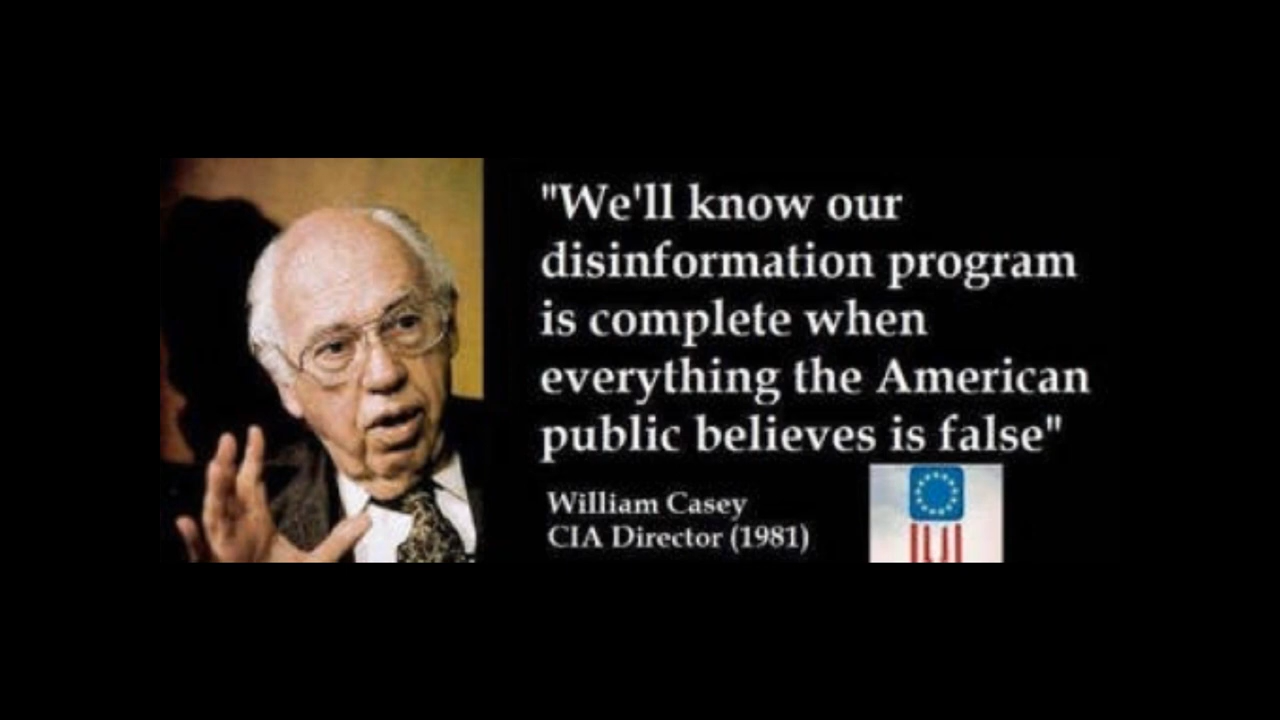 "We'll know our
disinformation program
is complete when
everything the American
public believes is false"
William Casey
CIA Director (1981)